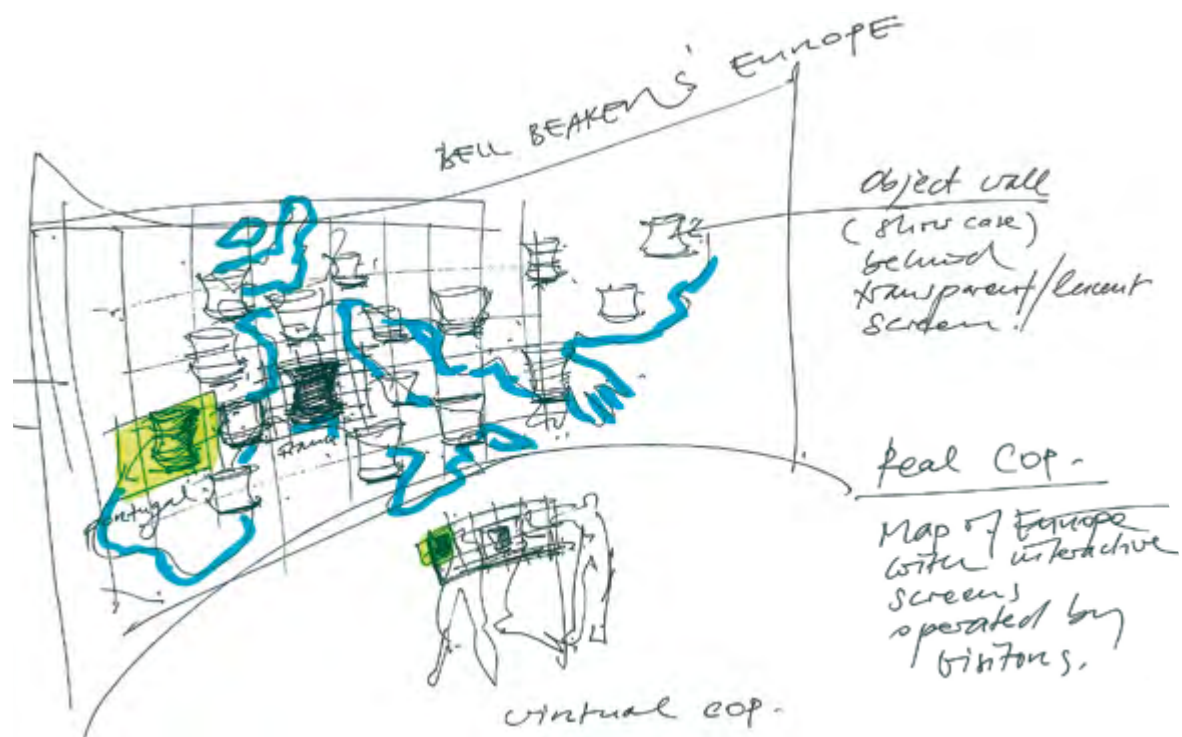 BELL BEAKERS' EUROPE
Object wall
(show case)
behind
transparent/lucent
screen.
Portugal
France
Real Cop.
Map of Europe
with interactive
screens
operated by
visitors.
virtual cop.